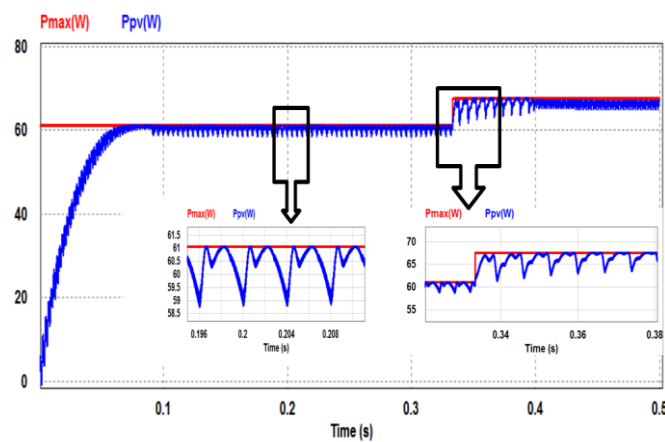 Pmax(W) Ppv(W)
80
60
40
20
0
Pmax(W) Ppv(W)
61.5
61
60.5
60
59.5
59
58.5
0.196 0.2 0.204 0.208
Time (s)
Pmax(W) Ppv(W)
70
65
60
55
0.34 0.36 0.38
Time (s)
0.1 0.2 0.3 0.4 0.5
Time (s)